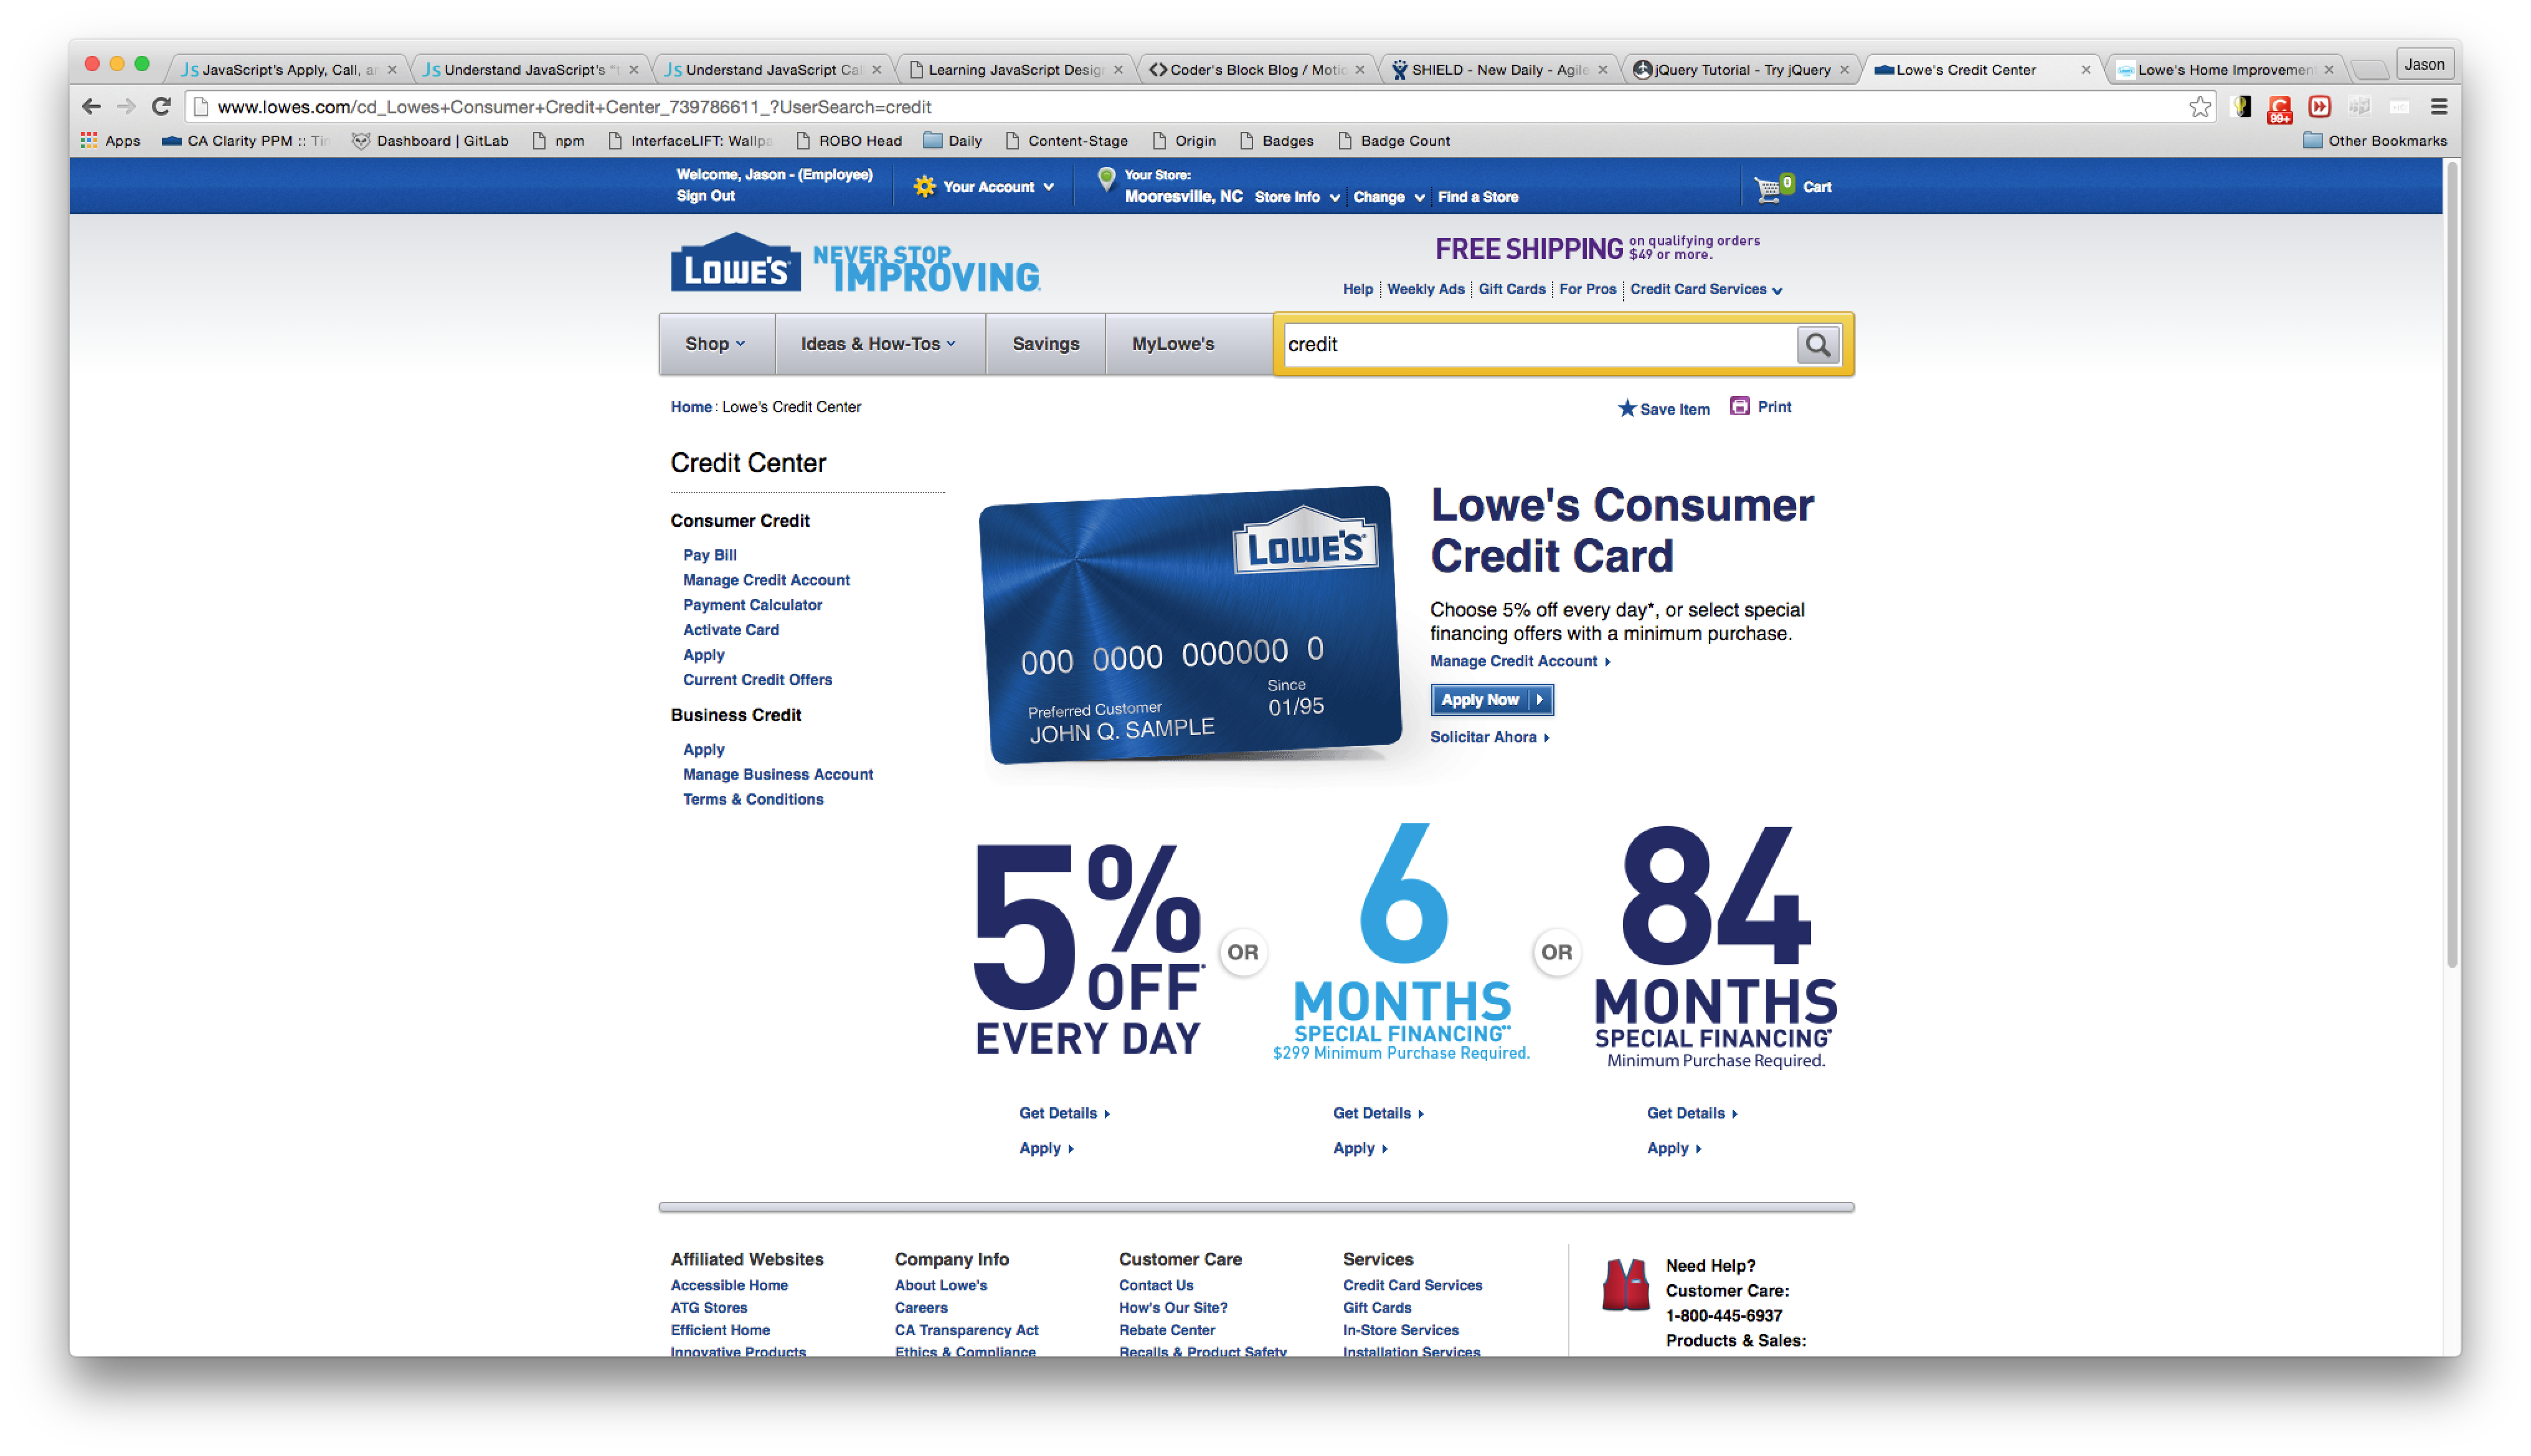 JavaScript's Apply, Call, ar
Understand JavaScript's "t
Understand JavaScript Cal
Learning JavaScript Design
Coder's Block Blog / Motio
SHIELD - New Daily - Agile
jQuery Tutorial - Try jQuery
Lowe's Credit Center
Lowe's Home Improvement
Jason
www.lowes.com/cd_Lowes+Consumer+Credit+Center_739786611_?UserSearch=credit
99+
Apps
CA Clarity PPM :: Tim
Dashboard | GitLab
npm
InterfaceLIFT: Wallpa
ROBO Head
Daily
Content-Stage
Origin
Badges
Badge Count
Other Bookmarks
Welcome, Jason - (Employee)
Sign Out
Your Account
Your Store:
Mooresville, NC Store Info Change Find a Store
0 Cart
LOWE'S
NEVER STOP
IMPROVING
FREE SHIPPING on qualifying orders
$49 or more.
Help Weekly Ads Gift Cards For Pros Credit Card Services
Shop Ideas & How-Tos Savings MyLowe's
credit
Home : Lowe's Credit Center
Save Item Print
Credit Center
Consumer Credit
Pay Bill
Manage Credit Account
Payment Calculator
Activate Card
Apply
Current Credit Offers
Business Credit
Apply
Manage Business Account
Terms & Conditions
LOWE'S
000 0000 000000 0
Since
01/95
Preferred Customer
JOHN Q. SAMPLE
Lowe's Consumer
Credit Card
Choose 5% off every day*, or select special
financing offers with a minimum purchase.
Manage Credit Account
Apply Now
Solicitar Ahora
5% OFF*
EVERY DAY
OR
6
MONTHS
SPECIAL FINANCING**
$299 Minimum Purchase Required.
OR
84
MONTHS
SPECIAL FINANCING*
Minimum Purchase Required.
Get Details
Apply
Get Details
Apply
Get Details
Apply
Affiliated Websites
Accessible Home
ATG Stores
Efficient Home
Innovative Products
Company Info
About Lowe's
Careers
CA Transparency Act
Ethics & Compliance
Customer Care
Contact Us
How's Our Site?
Rebate Center
Recalls & Product Safety
Services
Credit Card Services
Gift Cards
In-Store Services
Installation Services
Need Help?
Customer Care:
1-800-445-6937
Products & Sales: